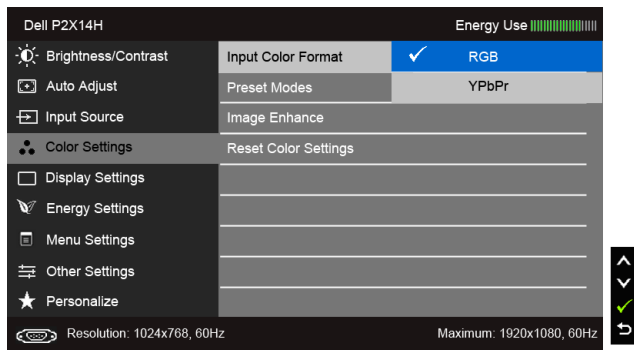 Dell P2X14H Energy Use
Brightness/Contrast Input Color Format RGB
Auto Adjust Preset Modes YPbPr
Input Source Image Enhance
Color Settings Reset Color Settings
Display Settings
Energy Settings
Menu Settings
Other Settings
Personalize
Resolution: 1024x768, 60Hz Maximum: 1920x1080, 60Hz